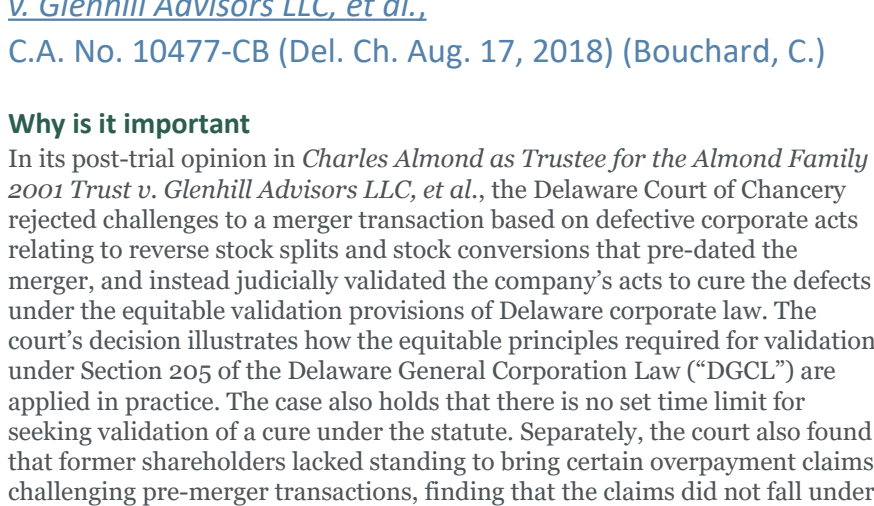 v. Glenhill Advisors LLC, et al.,
C.A. No. 10477-CB (Del. Ch. Aug. 17, 2018) (Bouchard, C.)
Why is it important
In its post-trial opinion in Charles Almond as Trustee for the Almond Family
2001 Trust v. Glenhill Advisors LLC, et al., the Delaware Court of Chancery
rejected challenges to a merger transaction based on defective corporate acts
relating to reverse stock splits and stock conversions that pre-dated the
merger, and instead judicially validated the company’s acts to cure the defects
under the equitable validation provisions of Delaware corporate law. The
court’s decision illustrates how the equitable principles required for validation
under Section 205 of the Delaware General Corporation Law (“DGCL”) are
applied in practice. The case also holds that there is no set time limit for
seeking validation of a cure under the statute. Separately, the court also found
that former shareholders lacked standing to bring certain overpayment claims
challenging pre-merger transactions, finding that the claims did not fall under